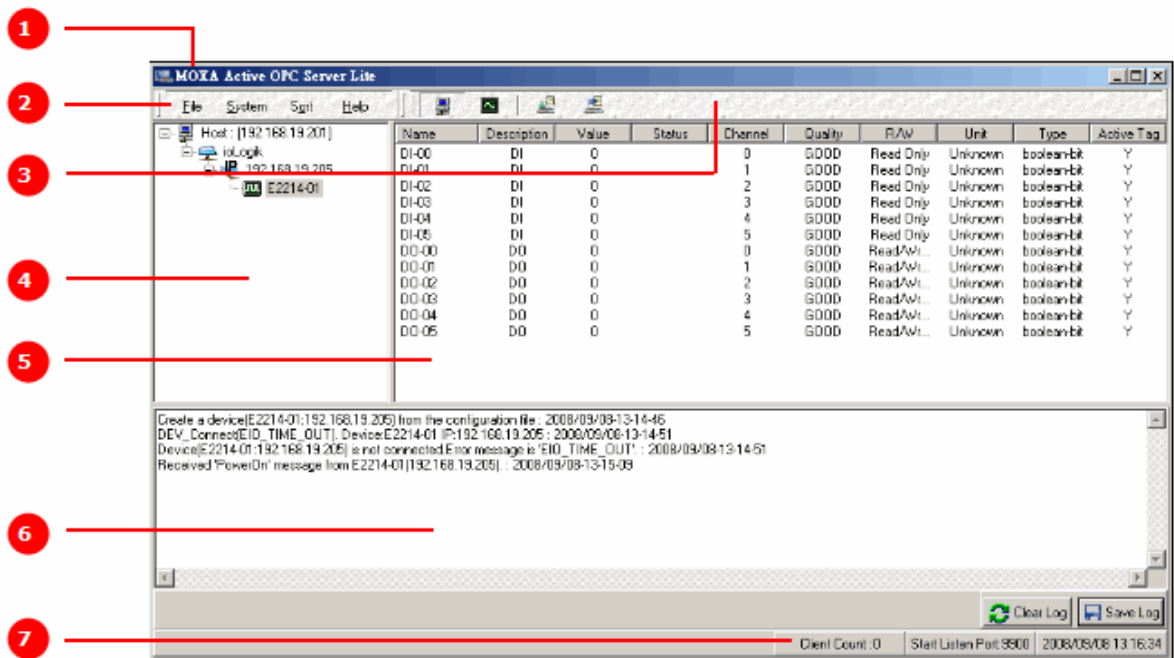 1
MOXA Active OPC Server Lite
2
File System Sort Help
Host : [192.168.19.201]
ioLogik
192.168.19.205
E2214-01
Name Description Value Status Channel Quality R/W Unit Type Active Tag
DI-00 DI 0 0 GOOD Read Only Unknown boolean-bit Y
DI-01 DI 0 1 GOOD Read Only Unknown boolean-bit Y
DI-02 DI 0 2 GOOD Read Only Unknown boolean-bit Y
DI-03 DI 0 3 GOOD Read Only Unknown boolean-bit Y
DI-04 DI 0 4 GOOD Read Only Unknown boolean-bit Y
DI-05 DI 0 5 GOOD Read Only Unknown boolean-bit Y
DO-00 DO 0 0 GOOD Read/Wr... Unknown boolean-bit Y
DO-01 DO 0 1 GOOD Read/Wr... Unknown boolean-bit Y
DO-02 DO 0 2 GOOD Read/Wr... Unknown boolean-bit Y
DO-03 DO 0 3 GOOD Read/Wr... Unknown boolean-bit Y
DO-04 DO 0 4 GOOD Read/Wr... Unknown boolean-bit Y
DO-05 DO 0 5 GOOD Read/Wr... Unknown boolean-bit Y
3
4
5
Create a device(E2214-01:192.168.19.205) from the configuration file : 2008/09/08-13-14-46
DEV_Connect(EIO_TIME_OUT). Device:E2214-01 IP:192.168.19.205 : 2008/09/08-13-14-51
Device(E2214-01:192.168.19.205) is not connected.Error message is 'EIO_TIME_OUT'. : 2008/09/08-13-14-51
Received 'PowerOn' message from E2214-01(192.168.19.205). : 2008/09/08-13-15-09
6
Clear Log Save Log
7
Client Count :0 Start Listen Port:9900 2008/09/08 13:16:34